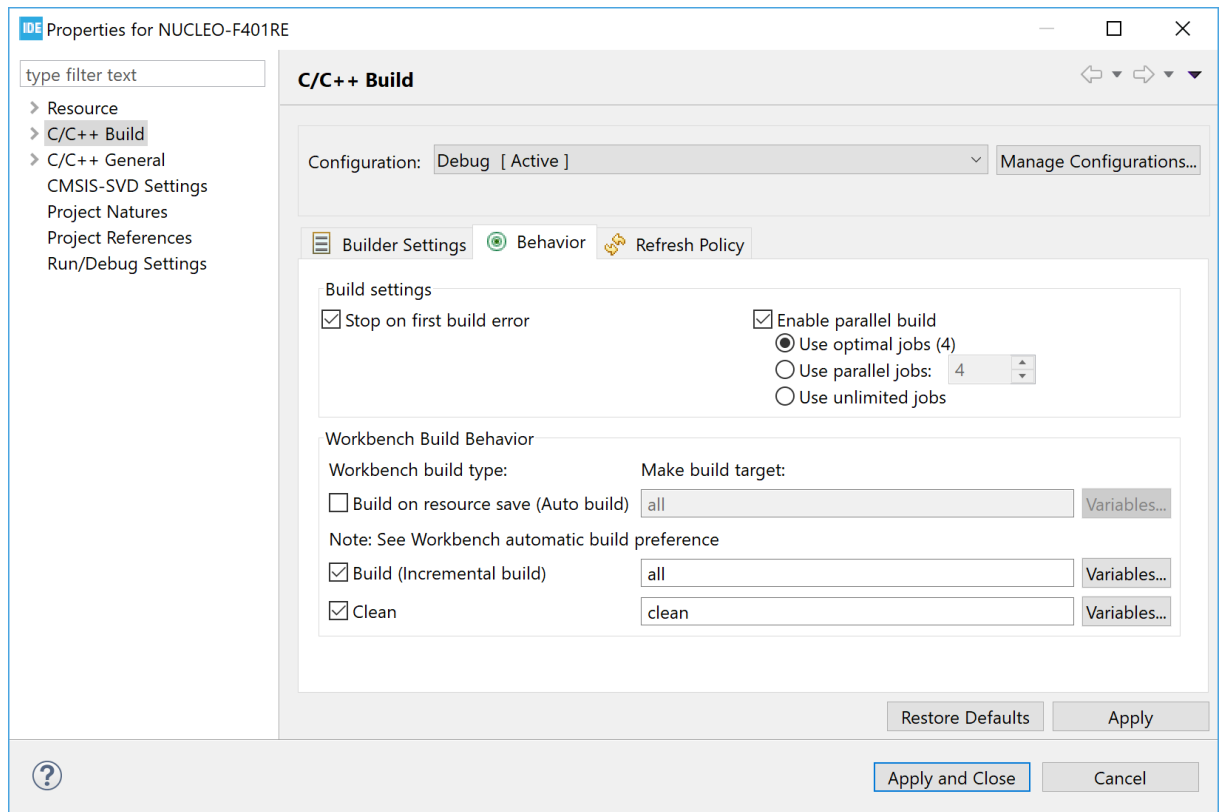 IDE Properties for NUCLEO-F401RE
type filter text
Resource
C/C++ Build
C/C++ General
CMSIS-SVD Settings
Project Natures
Project References
Run/Debug Settings
C/C++ Build
Configuration: Debug [ Active ] Manage Configurations...
Builder Settings Behavior Refresh Policy
Build settings
Stop on first build error Enable parallel build
Use optimal jobs (4)
Use parallel jobs: 4
Use unlimited jobs
Workbench Build Behavior
Workbench build type: Make build target:
Build on resource save (Auto build) all Variables...
Note: See Workbench automatic build preference
Build (Incremental build) all Variables...
Clean clean Variables...
Restore Defaults Apply
? Apply and Close Cancel